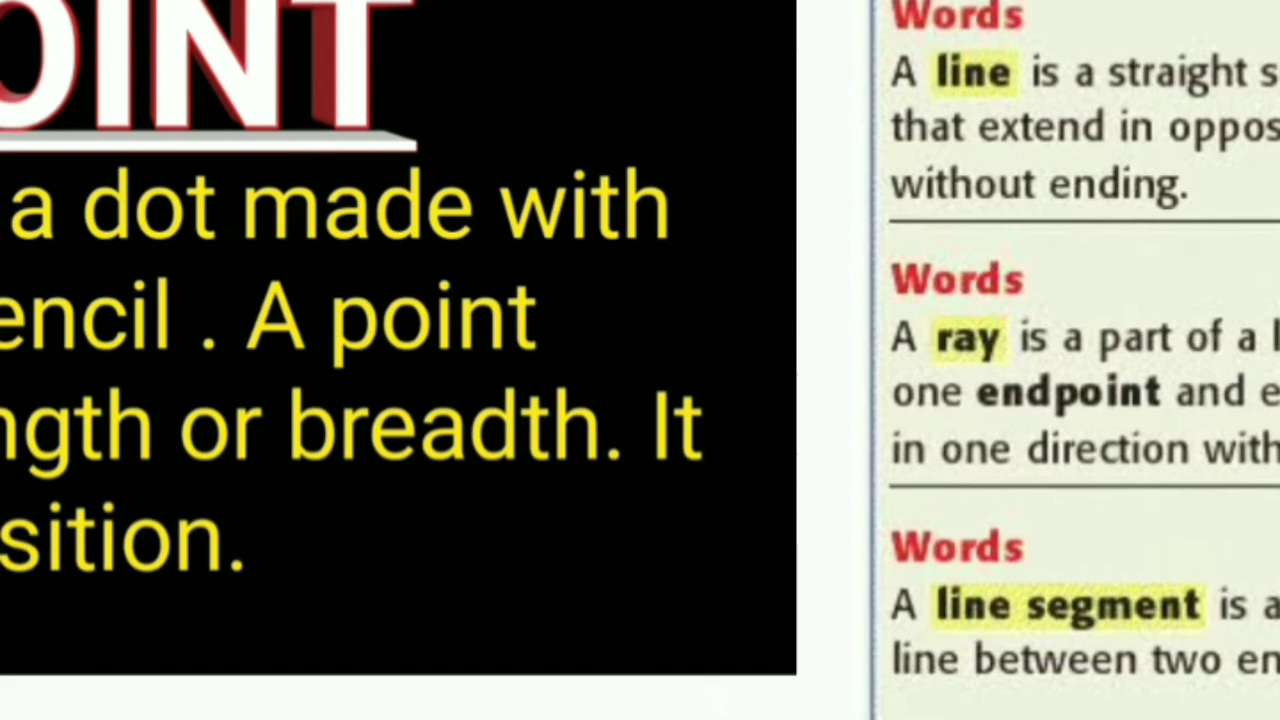 OINT
a dot made with
encil . A point
ngth or breadth. It
sition.
Words
A line is a straight s
that extend in oppos
without ending.
Words
A ray is a part of a l
one endpoint and e
in one direction with
Words
A line segment is a
line between two en